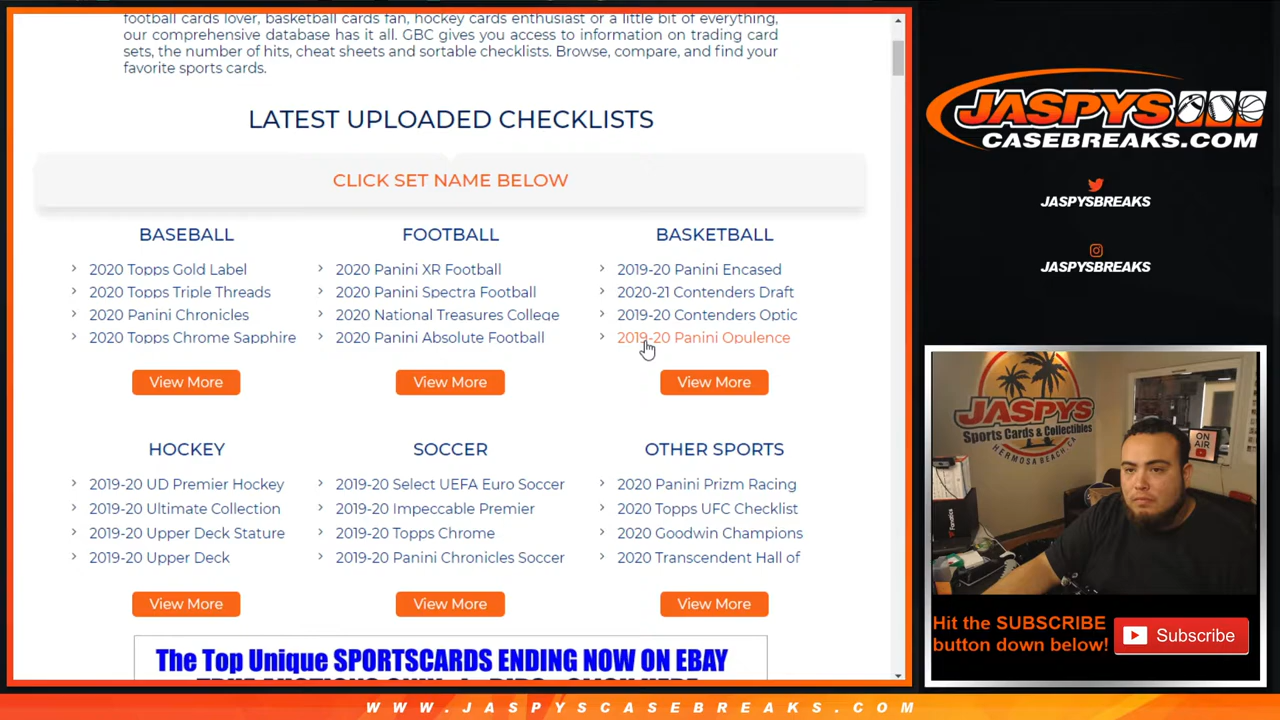 football cards lover, basketball cards fan, hockey cards enthusiast or a little bit of everything,
our comprehensive database has it all. GBC gives you access to information on trading card
sets, the number of hits, cheat sheets and sortable checklists. Browse, compare, and find your
favorite sports cards.
LATEST UPLOADED CHECKLISTS
CLICK SET NAME BELOW
BASEBALL
2020 Topps Gold Label
2020 Topps Triple Threads
2020 Panini Chronicles
2020 Topps Chrome Sapphire
View More
FOOTBALL
2020 Panini XR Football
2020 Panini Spectra Football
2020 National Treasures College
2020 Panini Absolute Football
View More
BASKETBALL
2019-20 Panini Encased
2020-21 Contenders Draft
2019-20 Contenders Optic
2019-20 Panini Opulence
View More
HOCKEY
2019-20 UD Premier Hockey
2019-20 Ultimate Collection
2019-20 Upper Deck Stature
2019-20 Upper Deck
View More
SOCCER
2019-20 Select UEFA Euro Soccer
2019-20 Impeccable Premier
2019-20 Topps Chrome
2019-20 Panini Chronicles Soccer
View More
OTHER SPORTS
2020 Panini Prizm Racing
2020 Topps UFC Checklist
2020 Goodwin Champions
2020 Transcendent Hall of
View More
The Top Unique SPORTSCARDS ENDING NOW ON EBAY
JASPYS
CASEBREAKS.COM
JASPYSBREAKS
JASPYSBREAKS
JASPYS
Sports Cards & Collectibles
HERMOSA BEACH, CA
ON
AIR
Fanatics
Hit the SUBSCRIBE
button down below!
Subscribe
WWW.JASPYSCASEBREAKS.COM